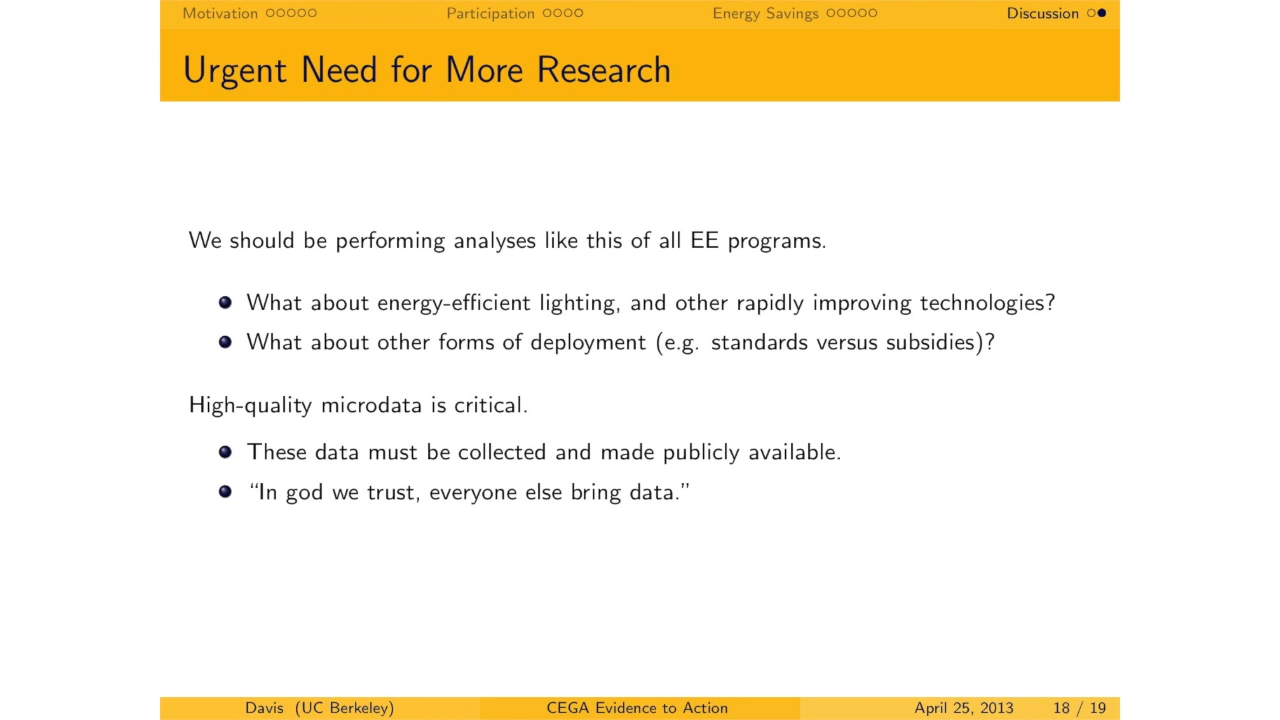 Motivation Participation Energy Savings Discussion
Urgent Need for More Research
We should be performing analyses like this of all EE programs.
What about energy-efficient lighting, and other rapidly improving technologies?
What about other forms of deployment (e.g. standards versus subsidies)?
High-quality microdata is critical.
These data must be collected and made publicly available.
“In god we trust, everyone else bring data.”
Davis (UC Berkeley) CEGA Evidence to Action April 25, 2013 18 / 19